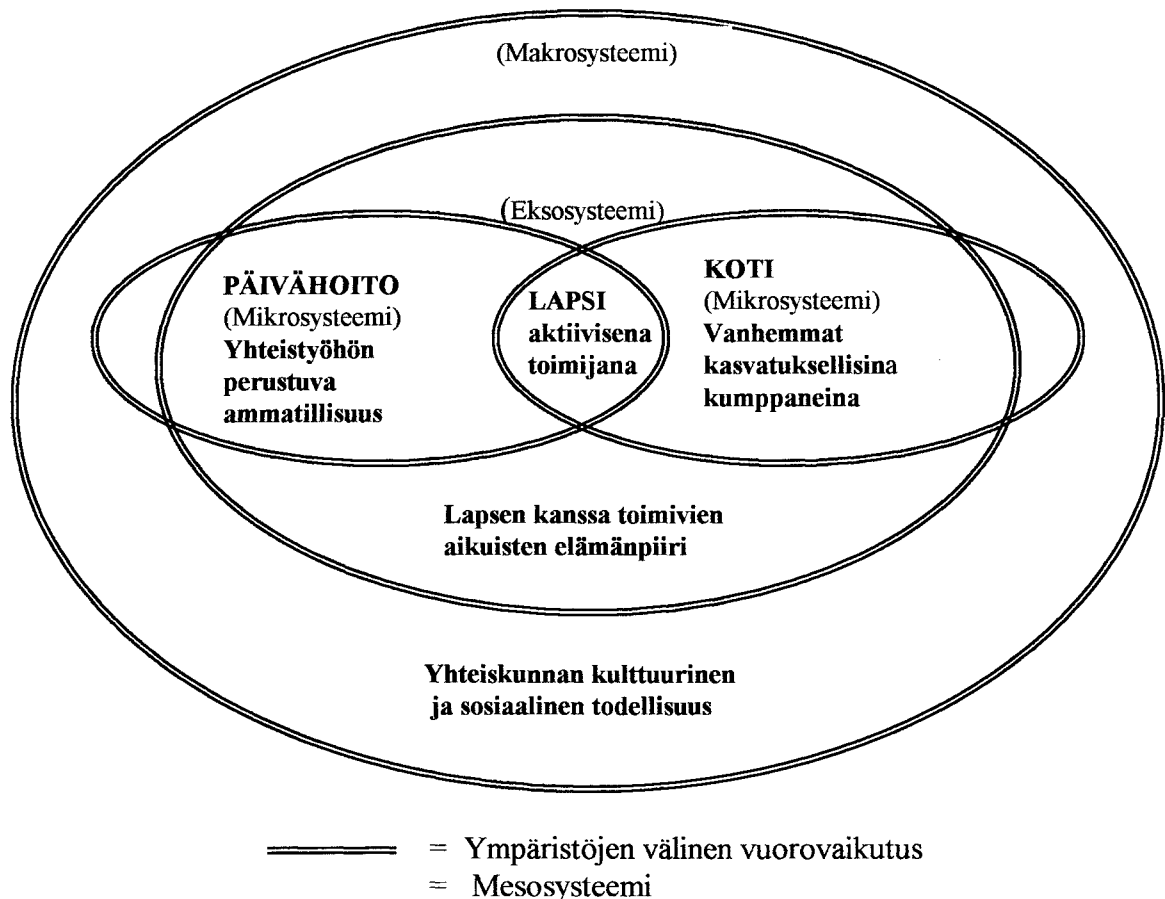 (Makrosysteemi)
(Eksosysteemi)
PÄIVÄHOITO
(Mikrosysteemi)
Yhteistyöhön
perustuva
ammatillisuus
LAPSI
aktiivisena
toimijana
KOTI
(Mikrosysteemi)
Vanhemmat
kasvatuksellisina
kumppaneina
Lapsen kanssa toimivien
aikuisten elämänpiiri
Yhteiskunnan kulttuurinen
ja sosiaalinen todellisuus
= Ympäristöjen välinen vuorovaikutus
= Mesosysteemi